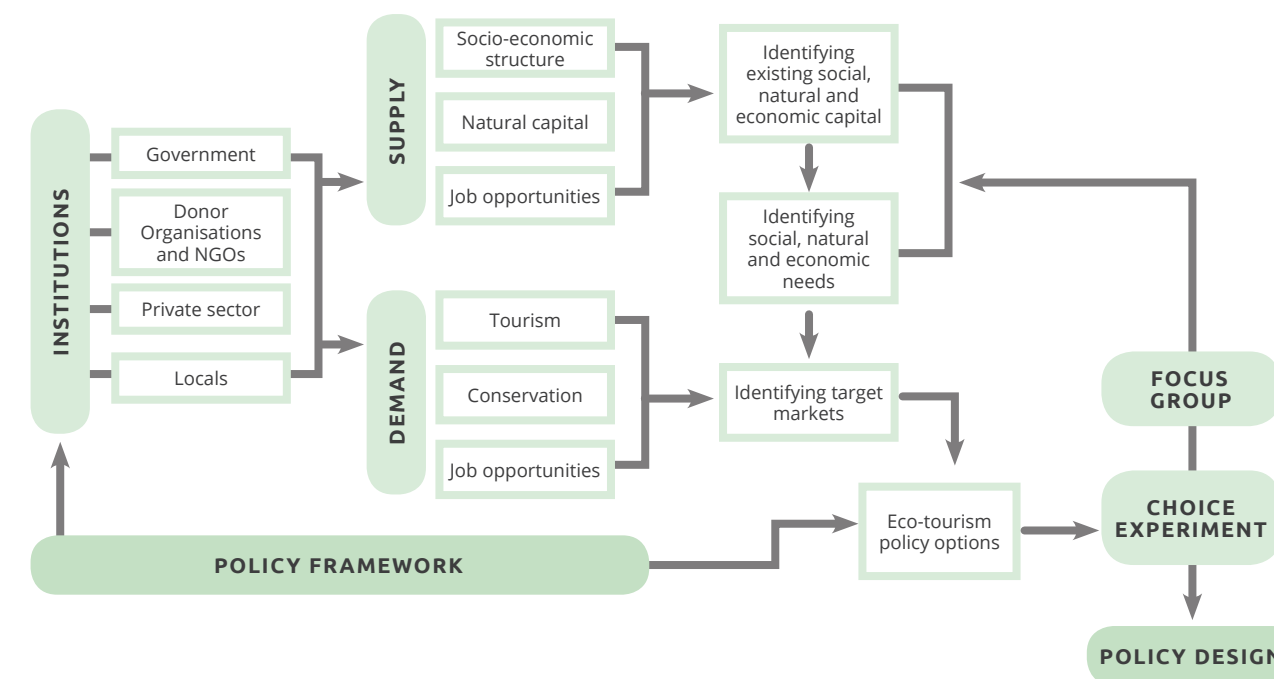 INSTITUTIONS
Government
Donor
Organisations
and NGOs
Private sector
Locals
SUPPLY
Socio-economic
structure
Natural capital
Job opportunities
DEMAND
Tourism
Conservation
Job opportunities
Identifying
existing social,
natural and
economic capital
Identifying
social, natural
and economic
needs
Identifying target
markets
Eco-tourism
policy options
FOCUS
GROUP
CHOICE
EXPERIMENT
POLICY FRAMEWORK
POLICY DESIGN